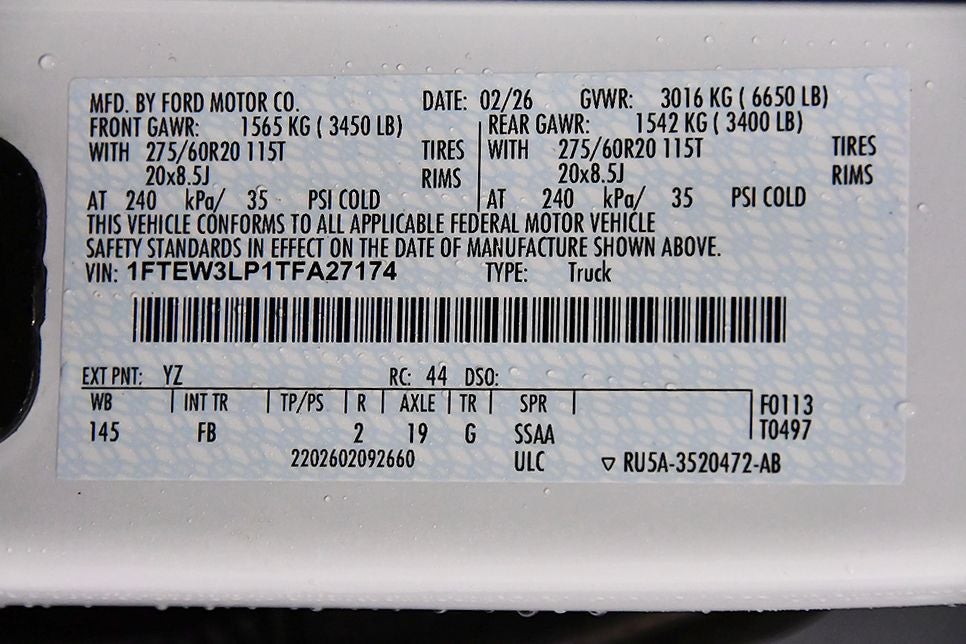 MFD. BY FORD MOTOR CO. DATE: 02/26 GVWR: 3016 KG ( 6650 LB)
FRONT GAWR: 1565 KG ( 3450 LB) REAR GAWR: 1542 KG ( 3400 LB)
WITH 275/60R20 115T TIRES WITH 275/60R20 115T TIRES
20x8.5J RIMS 20x8.5J RIMS
AT 240 kPa/ 35 PSI COLD AT 240 kPa/ 35 PSI COLD
THIS VEHICLE CONFORMS TO ALL APPLICABLE FEDERAL MOTOR VEHICLE
SAFETY STANDARDS IN EFFECT ON THE DATE OF MANUFACTURE SHOWN ABOVE.
VIN: 1FTEW3LP1TFA27174 TYPE: Truck
EXT PNT: YZ RC: 44 DSO:
WB INT TR TP/PS R AXLE TR SPR F0113
145 FB 2 19 G SSAA T0497
2202602092660 ULC ▽ RU5A-3520472-AB